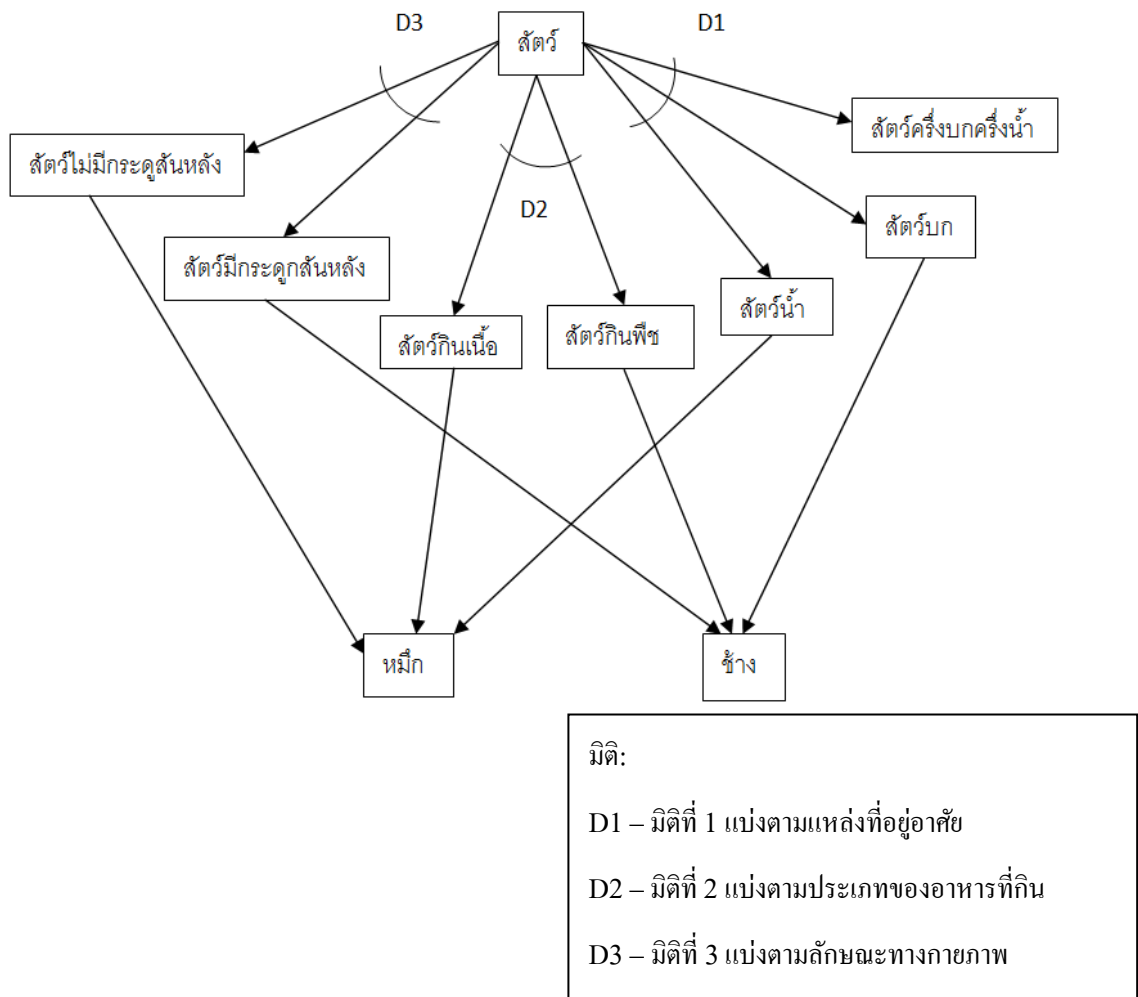 D3
สัตว์
D1
สัตว์ครึ่งบกครึ่งน้ำ
สัตว์ไม่มีกระดูสันหลัง
D2
สัตว์บก
สัตว์มีกระดูกสันหลัง
สัตว์น้ำ
สัตว์กินเนื้อ
สัตว์กินพืช
หมึก
ช้าง
มิติ:
D1 – มิติที่ 1 แบ่งตามแหล่งที่อยู่อาศัย
D2 – มิติที่ 2 แบ่งตามประเภทของอาหารที่กิน
D3 – มิติที่ 3 แบ่งตามลักษณะทางกายภาพ